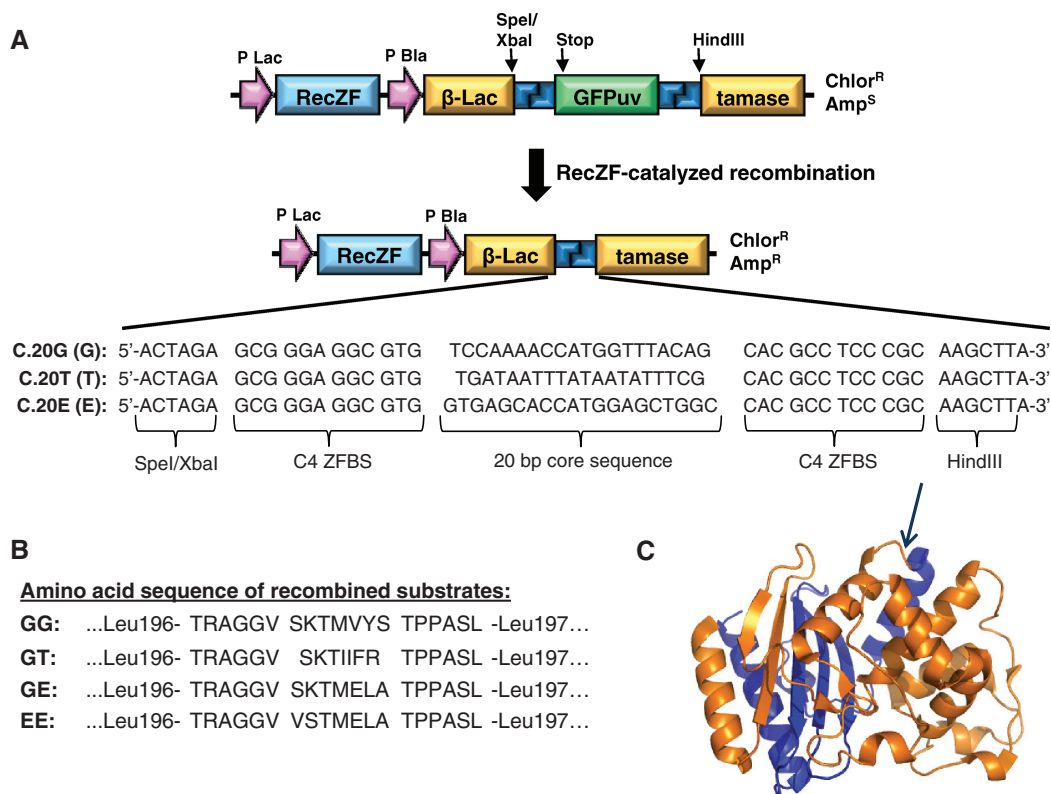 A
SpeI/
XbaI
Stop
HindIII
P Lac
P Bla
RecZF
β-Lac
GFPuv
tamase
Chlor^R
Amp^S
RecZF-catalyzed recombination
P Lac
P Bla
RecZF
β-Lac
tamase
Chlor^R
Amp^R
C.20G (G): 5'-ACTAGA GCG GGA GGC GTG TCCAAAACCATGGTTTACAG CAC GCC TCC CGC AAGCTTA-3'
C.20T (T): 5'-ACTAGA GCG GGA GGC GTG TGATAATTTATAATATTTCG CAC GCC TCC CGC AAGCTTA-3'
C.20E (E): 5'-ACTAGA GCG GGA GGC GTG GTGAGCACCATGGAGCTGGC CAC GCC TCC CGC AAGCTTA-3'
SpeI/XbaI C4 ZFBS 20 bp core sequence C4 ZFBS HindIII
B
Amino acid sequence of recombined substrates:
GG: ...Leu196- TRAGGV SKTMVYS TPPASL -Leu197...
GT: ...Leu196- TRAGGV SKTIIFR TPPASL -Leu197...
GE: ...Leu196- TRAGGV SKTMELA TPPASL -Leu197...
EE: ...Leu196- TRAGGV VSTMELA TPPASL -Leu197...
C